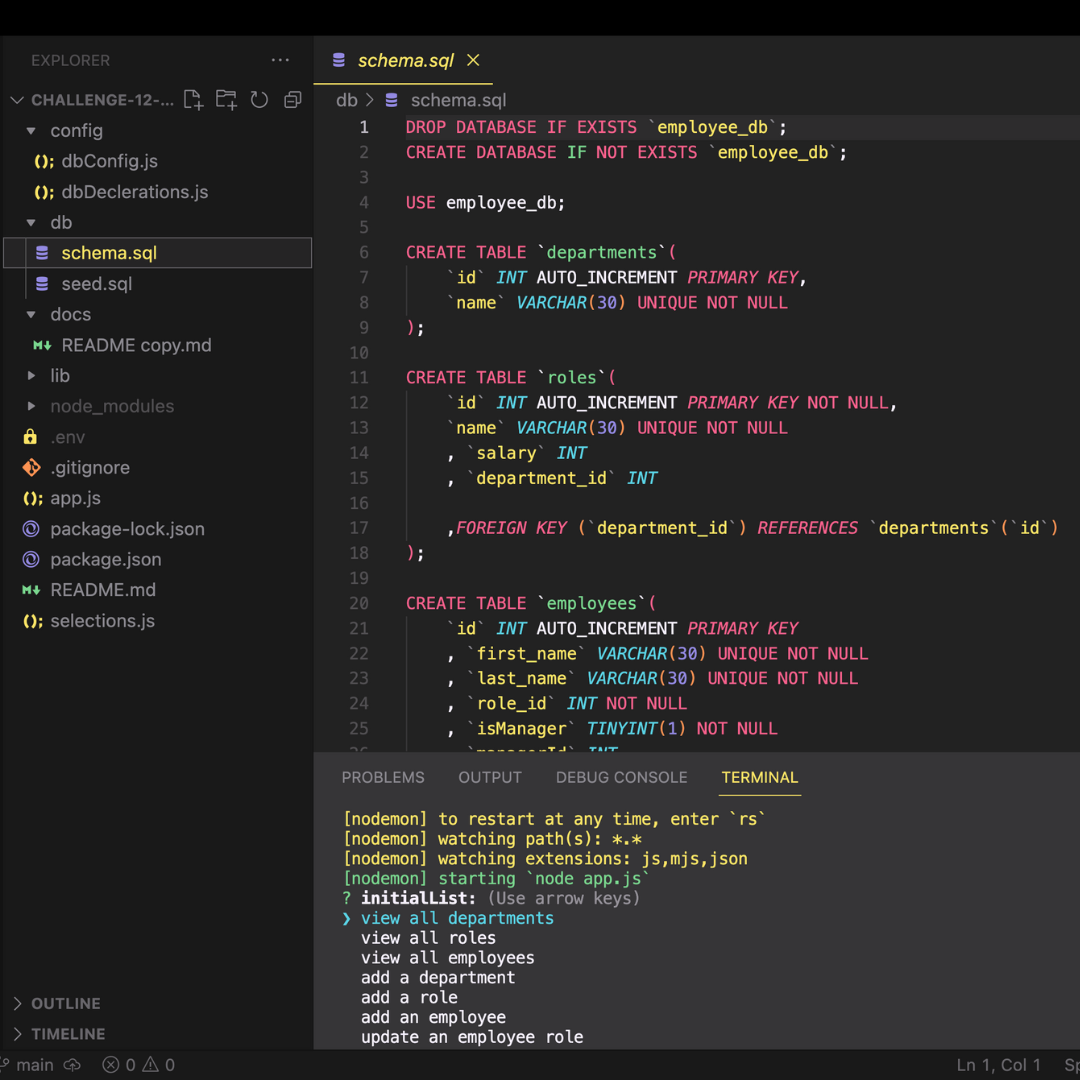 EXPLORER
...
CHALLENGE-12-...
config
dbConfig.js
dbDeclerations.js
db
schema.sql
seed.sql
docs
README copy.md
lib
node_modules
.env
.gitignore
app.js
package-lock.json
package.json
README.md
selections.js
OUTLINE
TIMELINE
schema.sql
db > schema.sql
1 DROP DATABASE IF EXISTS `employee_db`;
2 CREATE DATABASE IF NOT EXISTS `employee_db`;
3
4 USE employee_db;
5
6 CREATE TABLE `departments`(
7 `id` INT AUTO_INCREMENT PRIMARY KEY,
8 `name` VARCHAR(30) UNIQUE NOT NULL
9 );
10
11 CREATE TABLE `roles`(
12 `id` INT AUTO_INCREMENT PRIMARY KEY NOT NULL,
13 `name` VARCHAR(30) UNIQUE NOT NULL
14 , `salary` INT
15 , `department_id` INT
16
17 ,FOREIGN KEY (`department_id`) REFERENCES `departments`(`id`)
18 );
19
20 CREATE TABLE `employees`(
21 `id` INT AUTO_INCREMENT PRIMARY KEY
22 , `first_name` VARCHAR(30) UNIQUE NOT NULL
23 , `last_name` VARCHAR(30) UNIQUE NOT NULL
24 , `role_id` INT NOT NULL
25 , `isManager` TINYINT(1) NOT NULL
PROBLEMS OUTPUT DEBUG CONSOLE TERMINAL
[nodemon] to restart at any time, enter `rs`
[nodemon] watching path(s): *.*
[nodemon] watching extensions: js,mjs,json
[nodemon] starting `node app.js`
? initialList: (Use arrow keys)
❯ view all departments
view all roles
view all employees
add a department
add a role
add an employee
update an employee role
main 0 0 Ln 1, Col 1